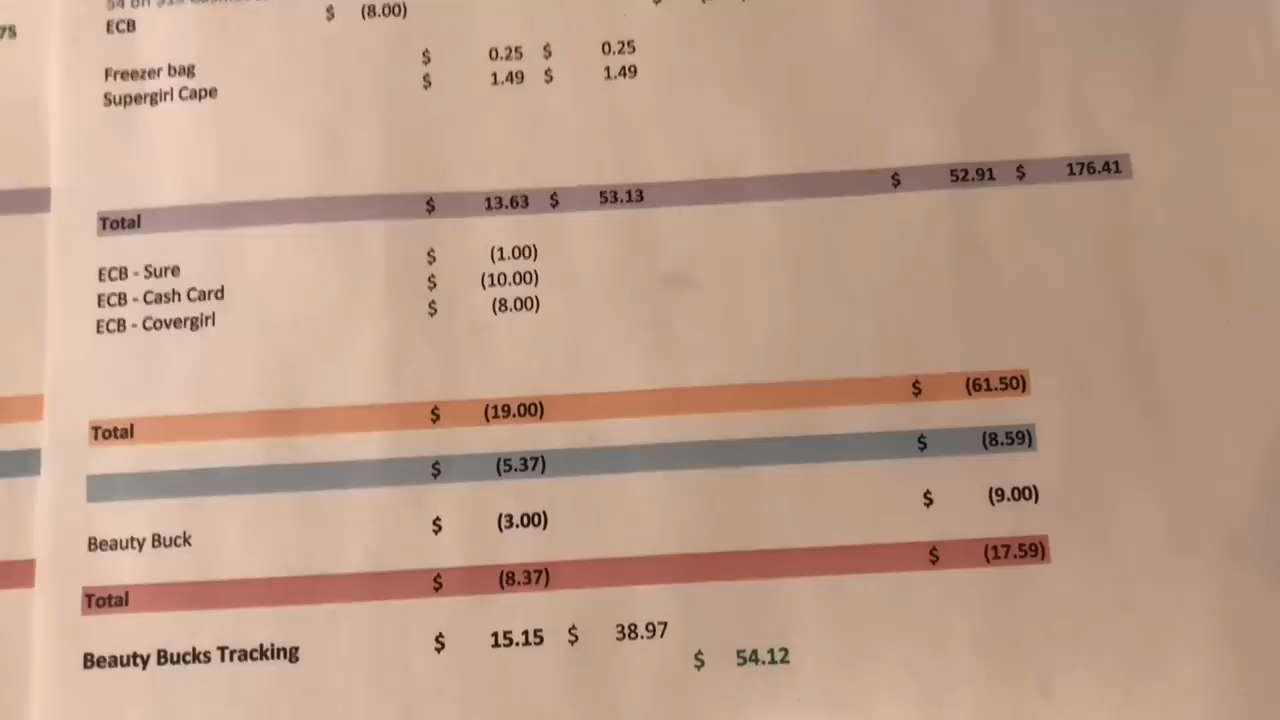 75
ECB $ (8.00)
Freezer bag $ 0.25 $ 0.25
Supergirl Cape $ 1.49 $ 1.49
Total $ 13.63 $ 53.13 $ 52.91 $ 176.41
ECB - Sure $ (1.00)
ECB - Cash Card $ (10.00)
ECB - Covergirl $ (8.00)
Total $ (19.00) $ (61.50)
$ (5.37) $ (8.59)
Beauty Buck $ (3.00) $ (9.00)
Total $ (8.37) $ (17.59)
Beauty Bucks Tracking $ 15.15 $ 38.97
$ 54.12